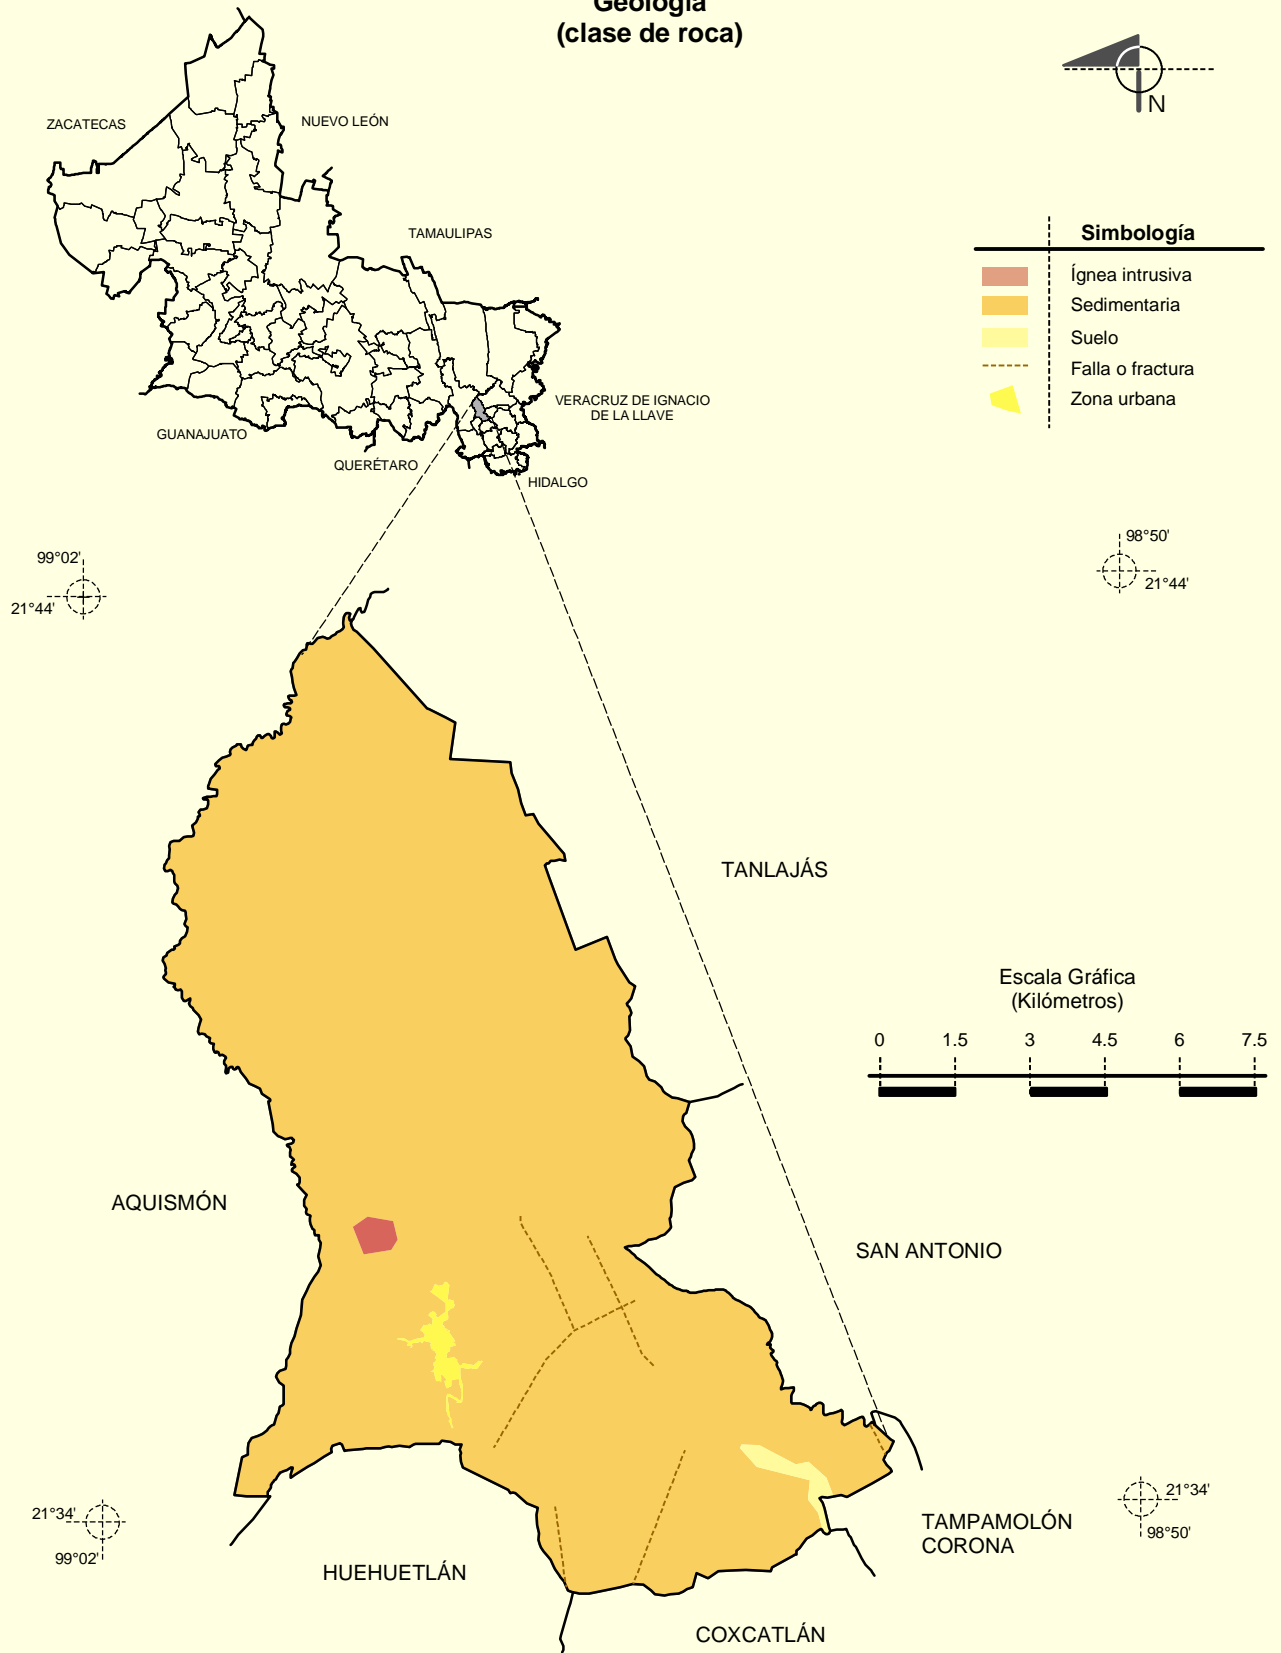 Geología
(clase de roca)
N
ZACATECAS
NUEVO LEÓN
TAMAULIPAS
VERACRUZ DE IGNACIO
DE LA LLAVE
GUANAJUATO
QUERÉTARO
HIDALGO
Simbología
Ígnea intrusiva
Sedimentaria
Suelo
Falla o fractura
Zona urbana
99°02'
21°44'
98°50'
21°44'
TANLAJÁS
Escala Gráfica
(Kilómetros)
0 1.5 3 4.5 6 7.5
AQUISMÓN
SAN ANTONIO
21°34'
99°02'
21°34'
98°50'
TAMPAMOLÓN
CORONA
HUEHUETLÁN
COXCATLÁN